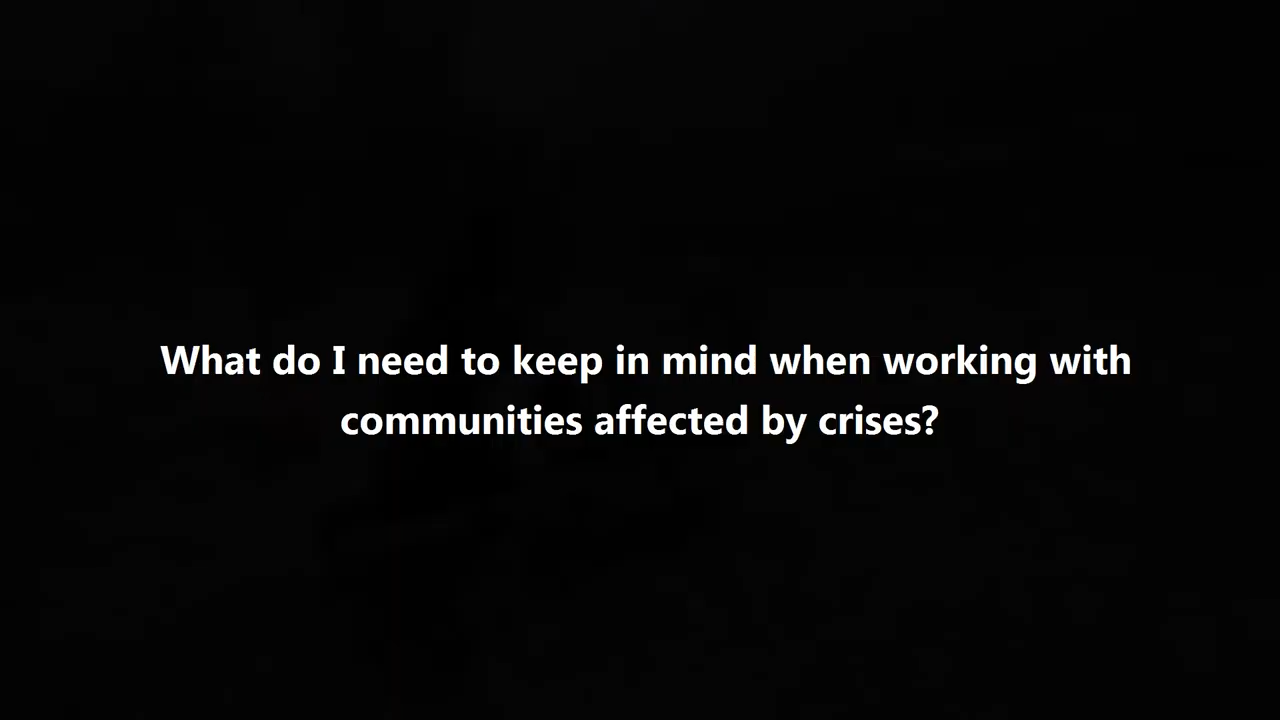 What do I need to keep in mind when working with
communities affected by crises?